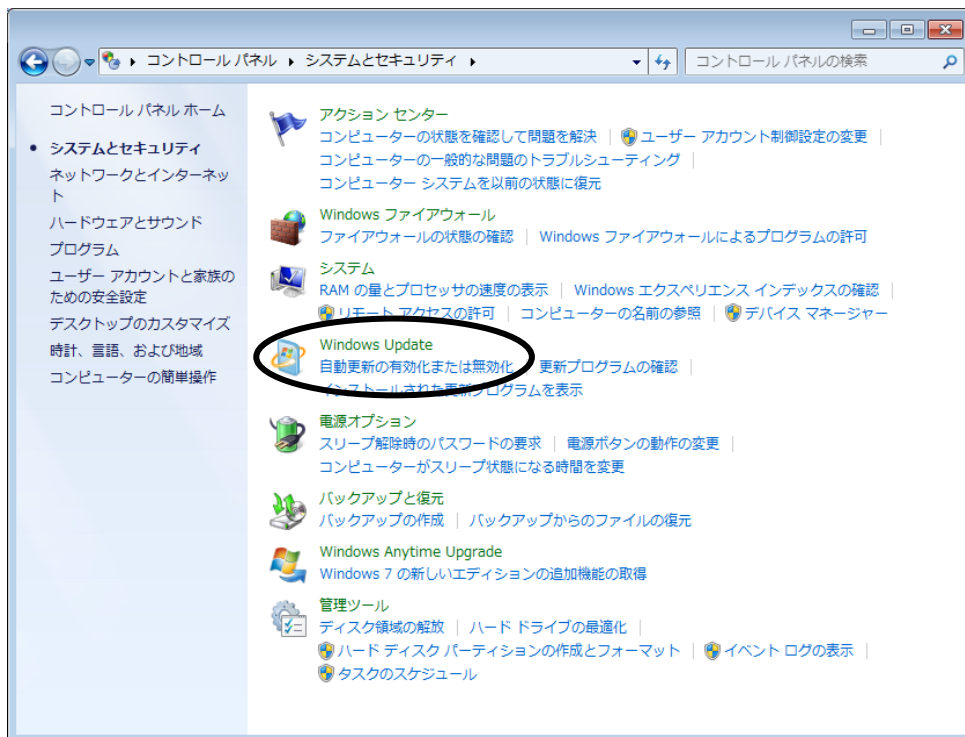 コントロール パネル ▸ システムとセキュリティ ▸
コントロール パネルの検索
コントロール パネル ホーム
システムとセキュリティ
ネットワークとインターネッ
ト
ハードウェアとサウンド
プログラム
ユーザー アカウントと家族の
ための安全設定
デスクトップのカスタマイズ
時計、言語、および地域
コンピューターの簡単操作
アクション センター
コンピューターの状態を確認して問題を解決 | ユーザー アカウント制御設定の変更 |
コンピューターの一般的な問題のトラブルシューティング |
コンピューター システムを以前の状態に復元
Windows ファイアウォール
ファイアウォールの状態の確認 | Windows ファイアウォールによるプログラムの許可
システム
RAM の量とプロセッサの速度の表示 | Windows エクスペリエンス インデックスの確認 |
リモート アクセスの許可 | コンピューターの名前の参照 | デバイス マネージャー
Windows Update
自動更新の有効化または無効化 | 更新プログラムの確認 |
インストールされた更新プログラムを表示
電源オプション
スリープ解除時のパスワードの要求 | 電源ボタンの動作の変更 |
コンピューターがスリープ状態になる時間を変更
バックアップと復元
バックアップの作成 | バックアップからのファイルの復元
Windows Anytime Upgrade
Windows 7 の新しいエディションの追加機能の取得
管理ツール
ディスク領域の解放 | ハード ドライブの最適化 |
ハード ディスク パーティションの作成とフォーマット | イベント ログの表示 |
タスクのスケジュール